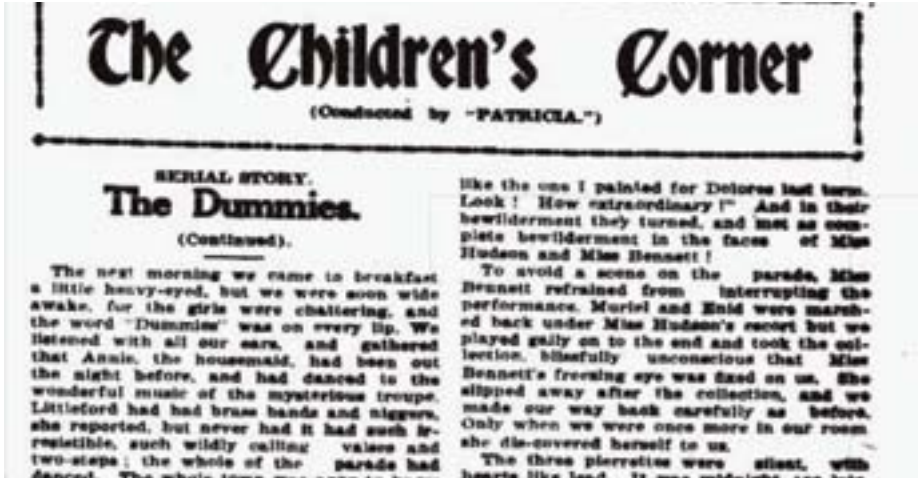 The Children's Corner
(Conducted by "PATRICIA.")
SERIAL STORY.
The Dummies.
(Continued).
The next morning we came to breakfast
a little heavy-eyed, but we were soon wide
awake, for the girls were chattering, and
the word "Dummies" was on every lip. We
listened with all our ears, and gathered
that Annie, the housemaid, had been out
the night before, and had danced to the
wonderful music of the mysterious troupe.
Littleford had had brass bands and niggers,
she reported, but never had it had such ir-
resistible, such wildly calling valses and
two-steps ; the whole of the parade had
danced. The whole town was
like the one I painted for Dolores last term.
Look ! How extraordinary !" And in their
bewilderment they turned, and met as com-
plete bewilderment in the faces of Miss
Hudson and Miss Bennett !
To avoid a scene on the parade, Miss
Bennett refrained from interrupting the
performance. Muriel and Enid were march-
ed back under Miss Hudson's escort but we
played gaily on to the end and took the col-
lection, blissfully unconscious that Miss
Bennett's freezing eye was fixed on us. She
slipped away after the collection, and we
made our way back carefully as before.
Only when we were once more in our room
she die-covered herself to us.
The three pierrettes were silent, with
hearts like lead. It was midnight